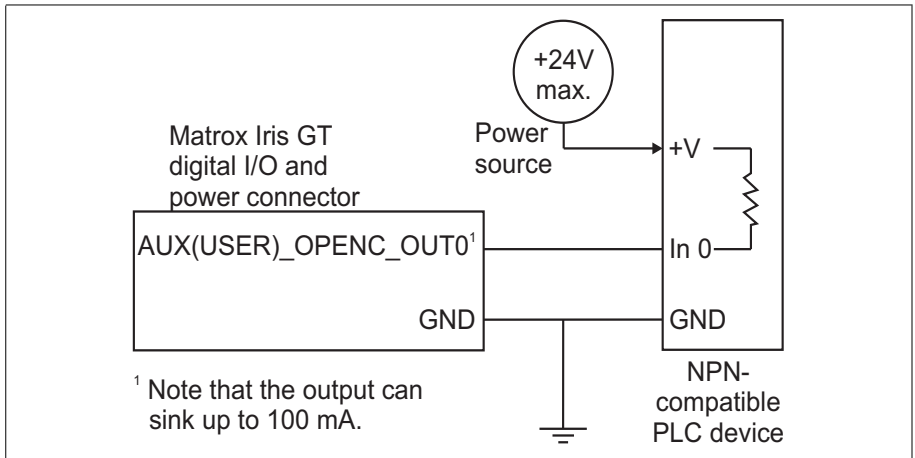 +24V
max.
Power
source
Matrox Iris GT
digital I/O and
power connector
AUX(USER)_OPENC_OUT0¹
GND
+V
In 0
GND
NPN-
compatible
PLC device
¹ Note that the output can
sink up to 100 mA.